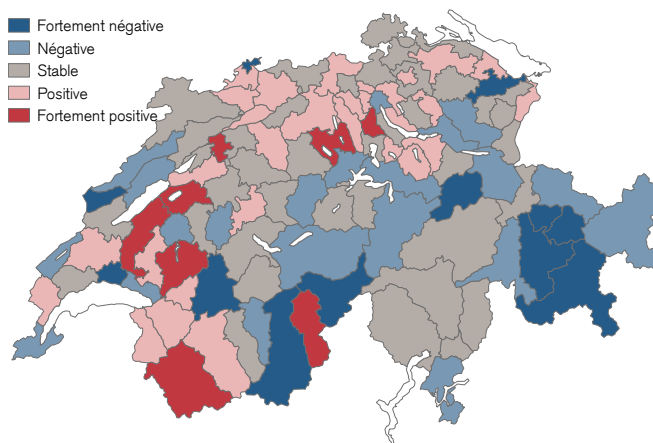 Fortement négative
Négative
Stable
Positive
Fortement positive